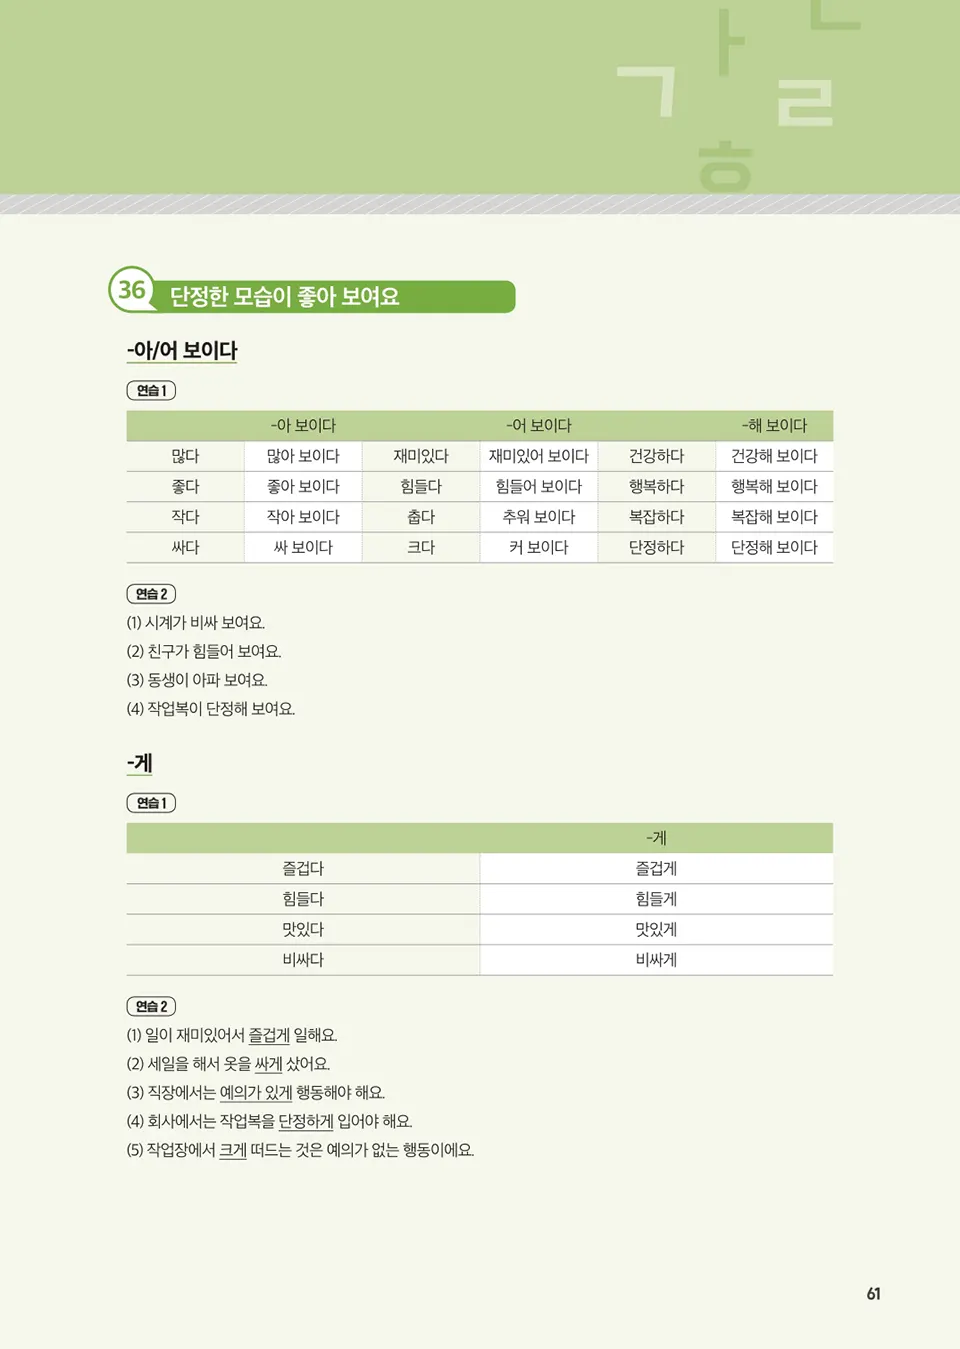 ㄱ ㅏ ㄴ ㄹ ㅎ
36 단정한 모습이 좋아 보여요
-아/어 보이다
연습 1
-아 보이다 -어 보이다 -해 보이다
많다 많아 보이다 재미있다 재미있어 보이다 건강하다 건강해 보이다
좋다 좋아 보이다 힘들다 힘들어 보이다 행복하다 행복해 보이다
작다 작아 보이다 춥다 추워 보이다 복잡하다 복잡해 보이다
싸다 싸 보이다 크다 커 보이다 단정하다 단정해 보이다
연습 2
(1) 시계가 비싸 보여요.
(2) 친구가 힘들어 보여요.
(3) 동생이 아파 보여요.
(4) 작업복이 단정해 보여요.
-게
연습 1
-게
즐겁다 즐겁게
힘들다 힘들게
맛있다 맛있게
비싸다 비싸게
연습 2
(1) 일이 재미있어서 즐겁게 일해요.
(2) 세일을 해서 옷을 싸게 샀어요.
(3) 직장에서는 예의가 있게 행동해야 해요.
(4) 회사에서는 작업복을 단정하게 입어야 해요.
(5) 작업장에서 크게 떠드는 것은 예의가 없는 행동이에요.
61